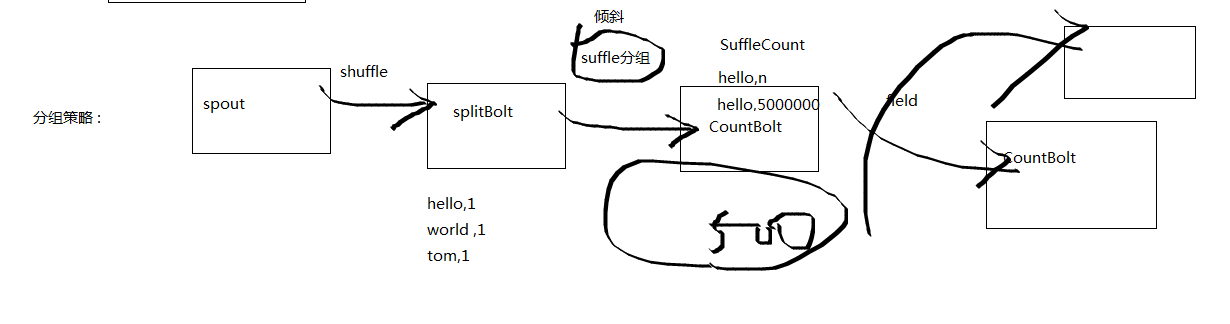 倾斜
suffle分组
SuffleCount
shuffle
hello,n
spout
hello,5000000
field
splitBolt
CountBolt
分组策略：
CountBolt
hello,1
world ,1
tom,1